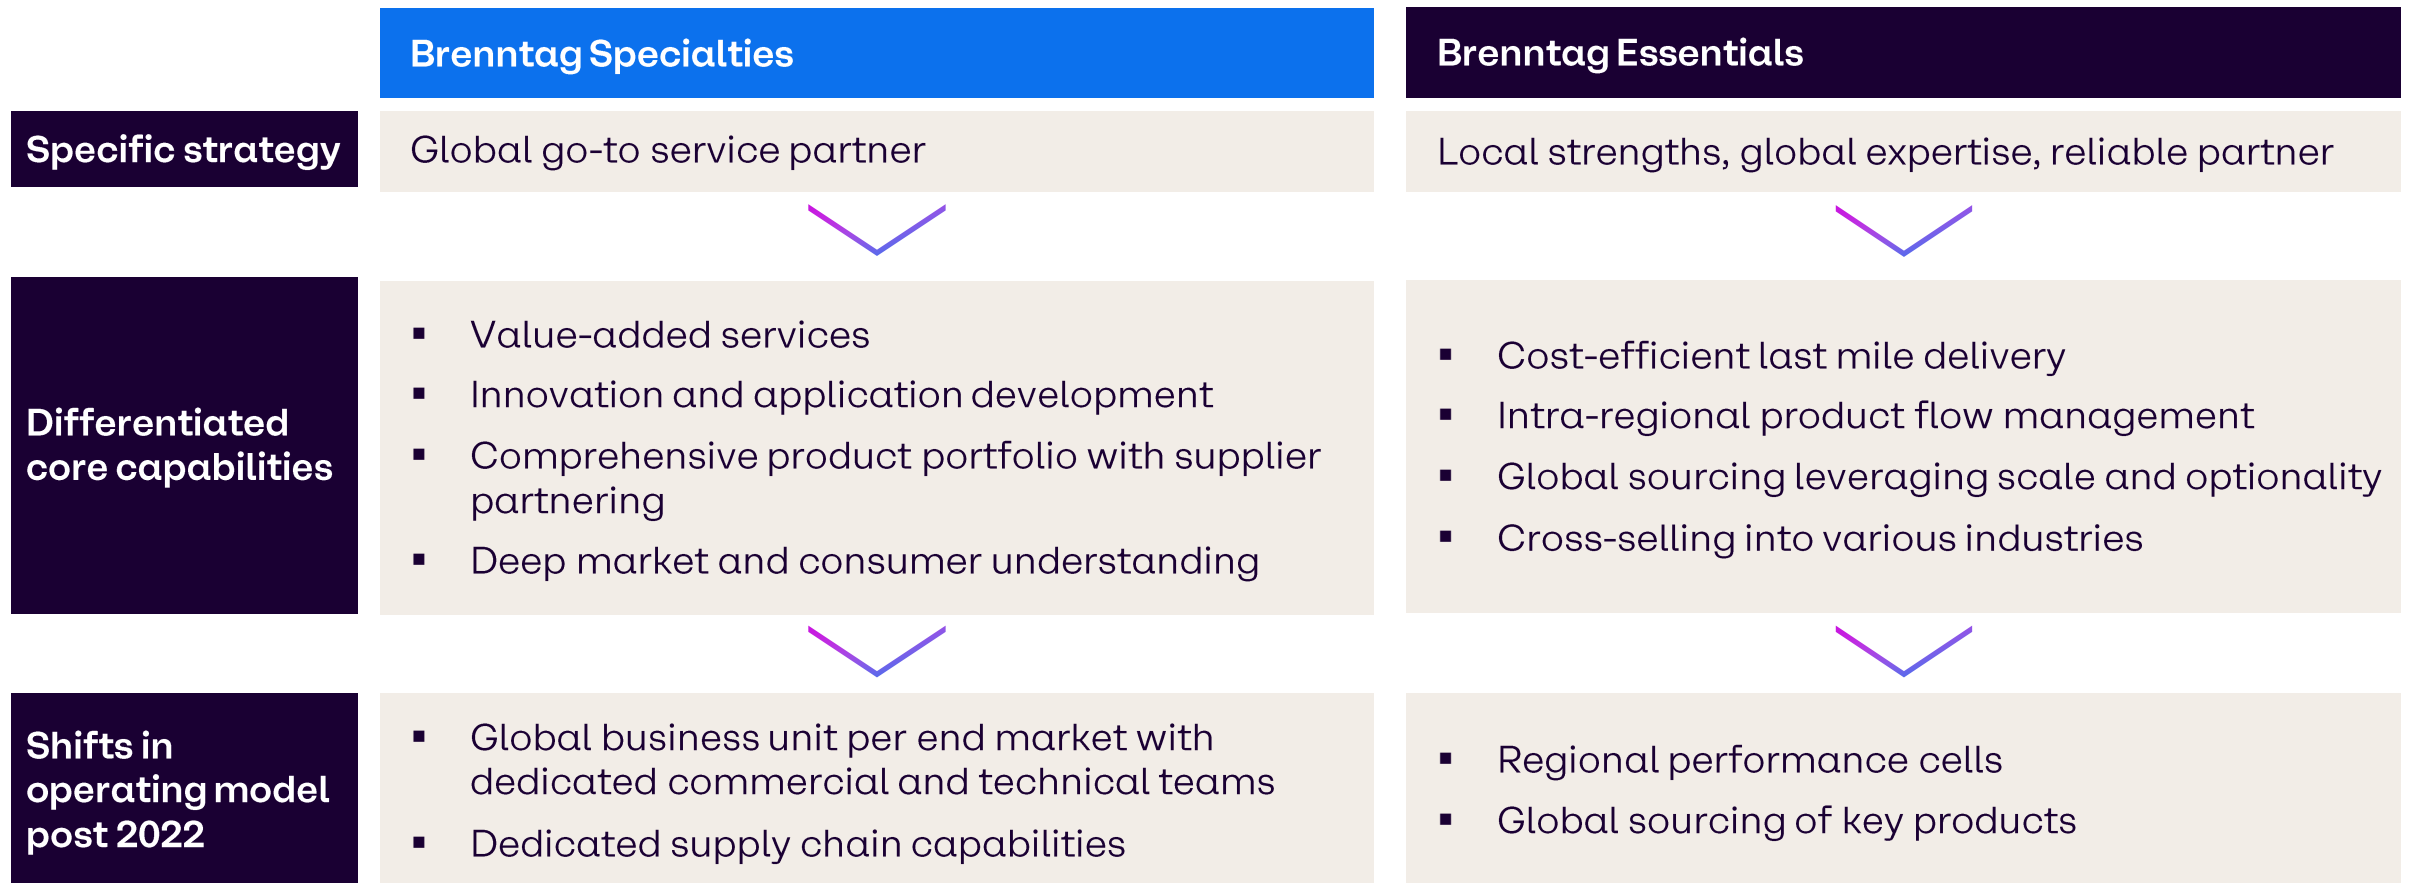 Brenntag Specialties
Brenntag Essentials
Specific strategy
Global go-to service partner
Local strengths, global expertise, reliable partner
Differentiated
core capabilities
▪ Value-added services
▪ Innovation and application development
▪ Comprehensive product portfolio with supplier
partnering
▪ Deep market and consumer understanding
▪ Cost-efficient last mile delivery
▪ Intra-regional product flow management
▪ Global sourcing leveraging scale and optionality
▪ Cross-selling into various industries
Shifts in
operating model
post 2022
▪ Global business unit per end market with
dedicated commercial and technical teams
▪ Dedicated supply chain capabilities
▪ Regional performance cells
▪ Global sourcing of key products